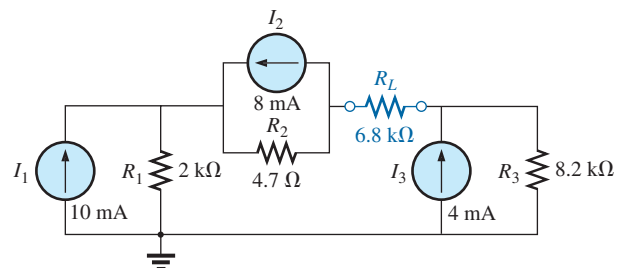 I2
8 mA
R2
4.7 Ω
RL
6.8 kΩ
I1
10 mA
R1
2 kΩ
I3
4 mA
R3
8.2 kΩ